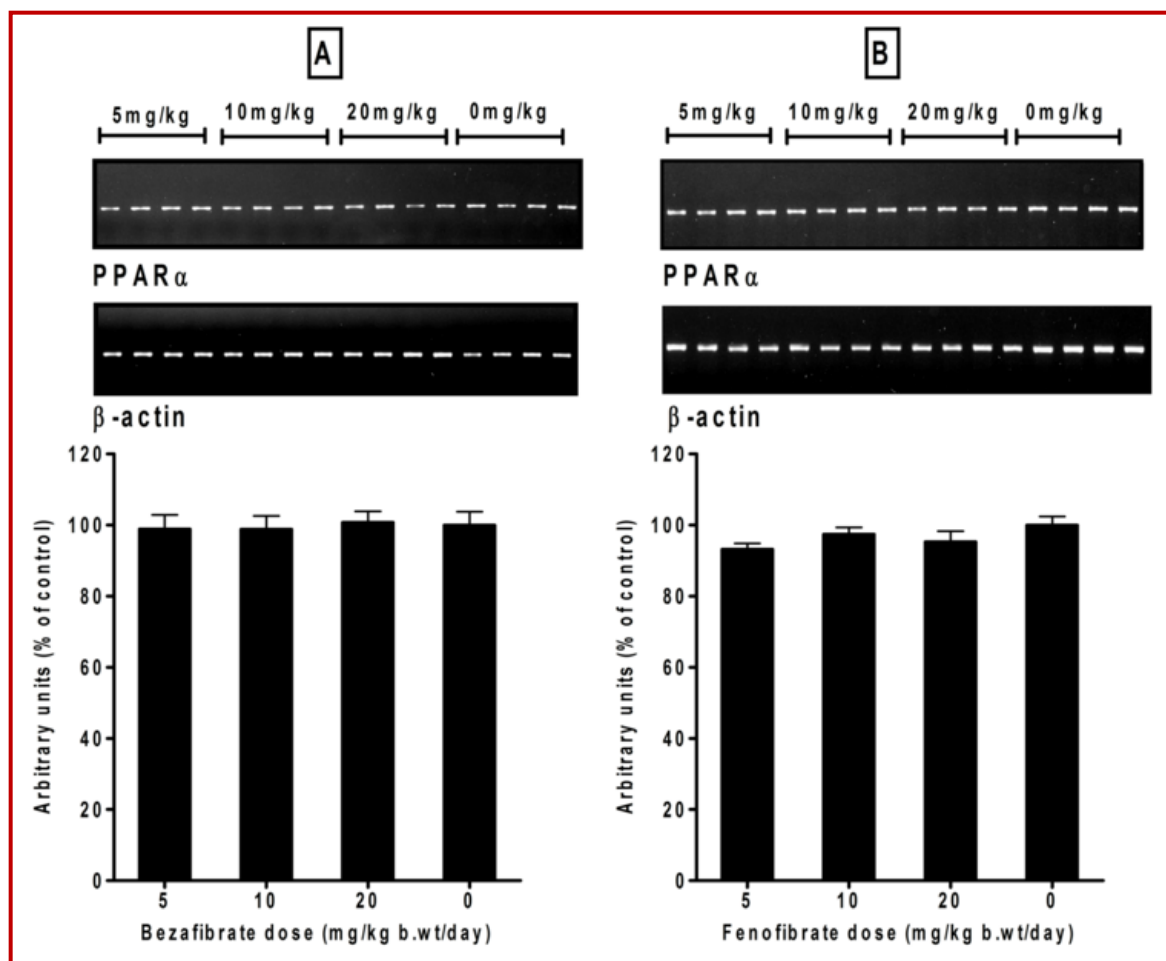 A
5mg/kg 10mg/kg 20mg/kg 0mg/kg
PPARα
β-actin
120
100
80
60
40
20
0
Arbitrary units (% of control)
5 10 20 0
Bezafibrate dose (mg/kg b.wt/day)
B
5mg/kg 10mg/kg 20mg/kg 0mg/kg
PPARα
β-actin
120
100
80
60
40
20
0
Arbitrary units (% of control)
5 10 20 0
Fenofibrate dose (mg/kg b.wt/day)